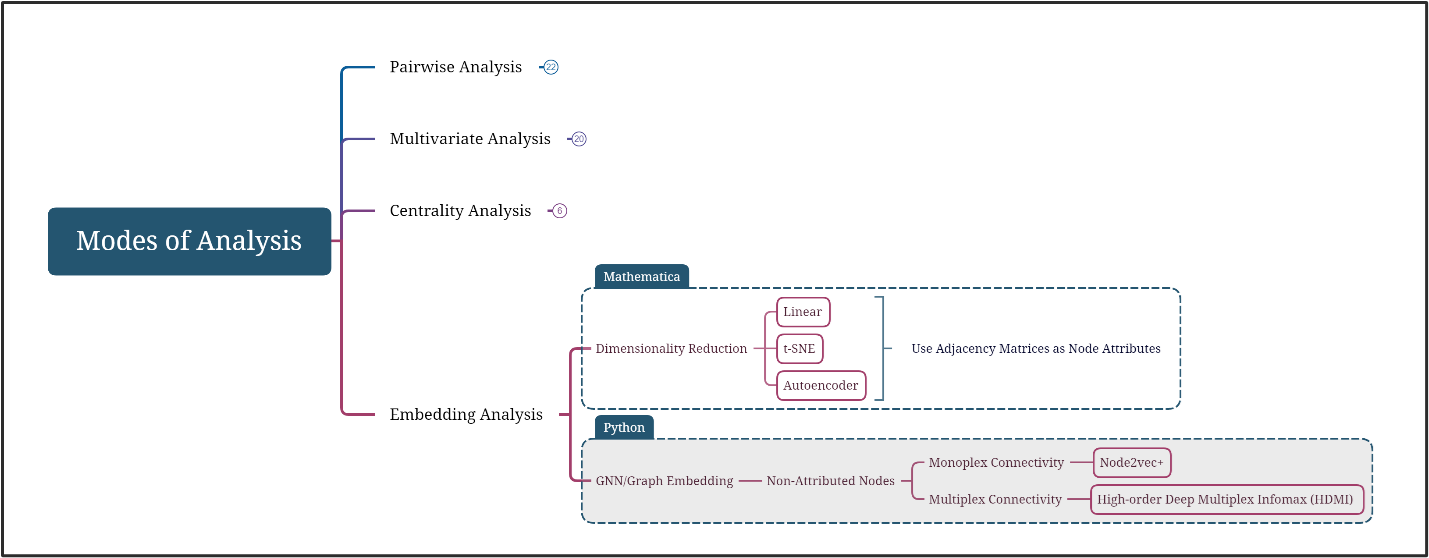 Modes of Analysis
Pairwise Analysis 22
Multivariate Analysis 20
Centrality Analysis 6
Embedding Analysis
Mathematica
Dimensionality Reduction
Linear
t-SNE
Autoencoder
Use Adjacency Matrices as Node Attributes
Python
GNN/Graph Embedding
Non-Attributed Nodes
Monoplex Connectivity
Node2vec+
Multiplex Connectivity
High-order Deep Multiplex Infomax (HDMI)